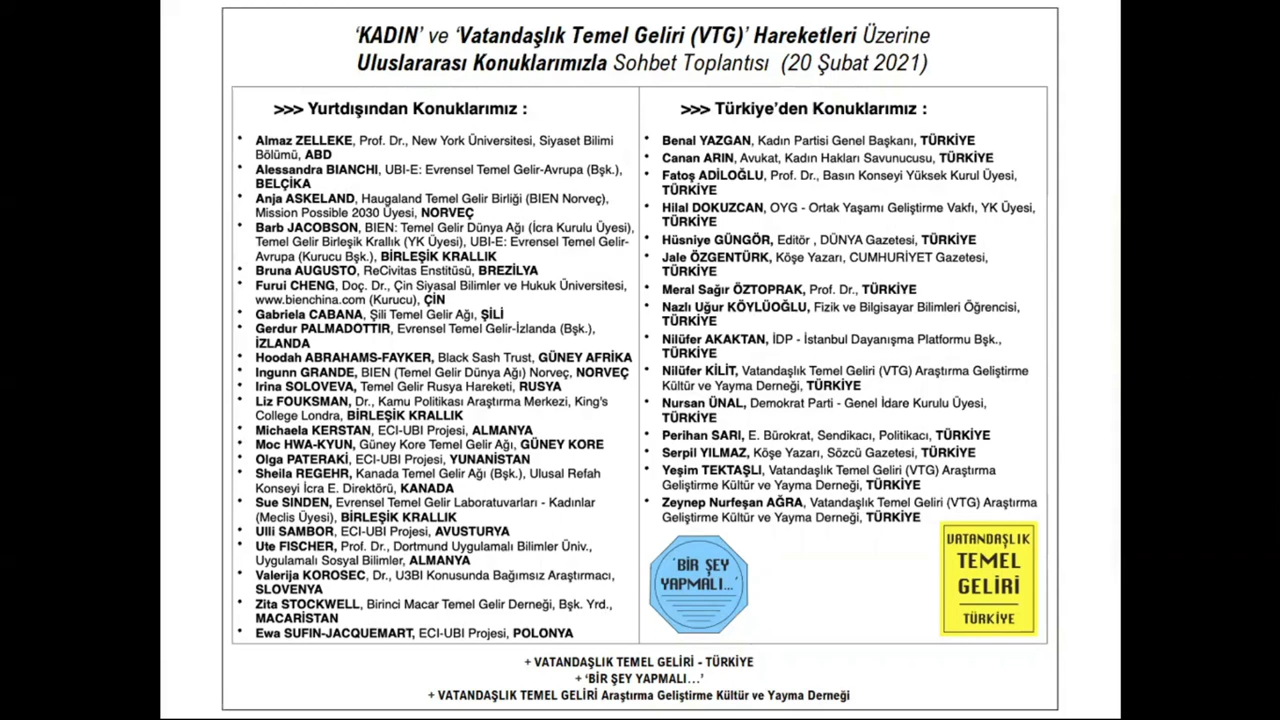 ‘KADIN’ ve ‘Vatandaşlık Temel Geliri (VTG)’ Hareketleri Üzerine
Uluslararası Konuklarımızla Sohbet Toplantısı (20 Şubat 2021)
>>> Yurtdışından Konuklarımız :
• Almaz ZELLEKE, Prof. Dr., New York Üniversitesi, Siyaset Bilimi
Bölümü, ABD
• Alessandra BIANCHI, UBI-E: Evrensel Temel Gelir-Avrupa (Bşk.),
BELÇİKA
• Anja ASKELAND, Haugaland Temel Gelir Birliği (BIEN Norveç),
Mission Possible 2030 Üyesi, NORVEÇ
• Barb JACOBSON, BIEN: Temel Gelir Dünya Ağı (İcra Kurulu Üyesi),
Temel Gelir Birleşik Krallık (YK Üyesi), UBI-E: Evrensel Temel Gelir-
Avrupa (Kurucu Bşk.), BİRLEŞİK KRALLIK
• Bruna AUGUSTO, ReCivitas Enstitüsü, BREZİLYA
• Furui CHENG, Doç. Dr., Çin Siyasal Bilimler ve Hukuk Üniversitesi,
www.bienchina.com (Kurucu), ÇİN
• Gabriela CABANA, Şili Temel Gelir Ağı, ŞİLİ
• Gerdur PALMADOTTIR, Evrensel Temel Gelir-İzlanda (Bşk.),
İZLANDA
• Hoodah ABRAHAMS-FAYKER, Black Sash Trust, GÜNEY AFRİKA
• Ingunn GRANDE, BIEN (Temel Gelir Dünya Ağı) Norveç, NORVEÇ
• Irina SOLOVEVA, Temel Gelir Rusya Hareketi, RUSYA
• Liz FOUKSMAN, Dr., Kamu Politikası Araştırma Merkezi, King's
College Londra, BİRLEŞİK KRALLIK
• Michaela KERSTAN, ECI-UBI Projesi, ALMANYA
• Moc HWA-KYUN, Güney Kore Temel Gelir Ağı, GÜNEY KORE
• Olga PATERAKI, ECI-UBI Projesi, YUNANİSTAN
• Sheila REGEHR, Kanada Temel Gelir Ağı (Bşk.), Ulusal Refah
Konseyi İcra E. Direktörü, KANADA
• Sue SINDEN, Evrensel Temel Gelir Laboratuvarları - Kadınlar
(Meclis Üyesi), BİRLEŞİK KRALLIK
• Ulli SAMBOR, ECI-UBI Projesi, AVUSTURYA
• Ute FISCHER, Prof. Dr., Dortmund Uygulamalı Bilimler Üniv.,
Uygulamalı Sosyal Bilimler, ALMANYA
• Valerija KOROSEC, Dr., U3BI Konusunda Bağımsız Araştırmacı,
SLOVENYA
• Zita STOCKWELL, Birinci Macar Temel Gelir Derneği, Bşk. Yrd.,
MACARİSTAN
• Ewa SUFIN-JACQUEMART, ECI-UBI Projesi, POLONYA
>>> Türkiye’den Konuklarımız :
• Benal YAZGAN, Kadın Partisi Genel Başkanı, TÜRKİYE
• Canan ARIN, Avukat, Kadın Hakları Savunucusu, TÜRKİYE
• Fatoş ADİLOĞLU, Prof. Dr., Basın Konseyi Yüksek Kurul Üyesi,
TÜRKİYE
• Hilal DOKUZCAN, OYG - Ortak Yaşamı Geliştirme Vakfı, YK Üyesi,
TÜRKİYE
• Hüsniye GÜNGÖR, Editör , DÜNYA Gazetesi, TÜRKİYE
• Jale ÖZGENTÜRK, Köşe Yazarı, CUMHURİYET Gazetesi,
TÜRKİYE
• Meral Sağır ÖZTOPRAK, Prof. Dr., TÜRKİYE
• Nazlı Uğur KÖYLÜOĞLU, Fizik ve Bilgisayar Bilimleri Öğrencisi,
TÜRKİYE
• Nilüfer AKAKTAN, İDP - İstanbul Dayanışma Platformu Bşk.,
TÜRKİYE
• Nilüfer KİLİT, Vatandaşlık Temel Geliri (VTG) Araştırma Geliştirme
Kültür ve Yayma Derneği, TÜRKİYE
• Nursan ÜNAL, Demokrat Parti - Genel İdare Kurulu Üyesi,
TÜRKİYE
• Perihan SARI, E. Bürokrat, Sendikacı, Politikacı, TÜRKİYE
• Serpil YILMAZ, Köşe Yazarı, Sözcü Gazetesi, TÜRKİYE
• Yeşim TEKTAŞLI, Vatandaşlık Temel Geliri (VTG) Araştırma
Geliştirme Kültür ve Yayma Derneği, TÜRKİYE
• Zeynep Nurfeşan AĞRA, Vatandaşlık Temel Geliri (VTG) Araştırma
Geliştirme Kültür ve Yayma Derneği, TÜRKİYE
‘BİR ŞEY
YAPMALI...’
VATANDAŞLIK
TEMEL
GELİRİ
TÜRKİYE
+ VATANDAŞLIK TEMEL GELİRİ - TÜRKİYE
+ ‘BİR ŞEY YAPMALI...’
+ VATANDAŞLIK TEMEL GELİRİ Araştırma Geliştirme Kültür ve Yayma Derneği